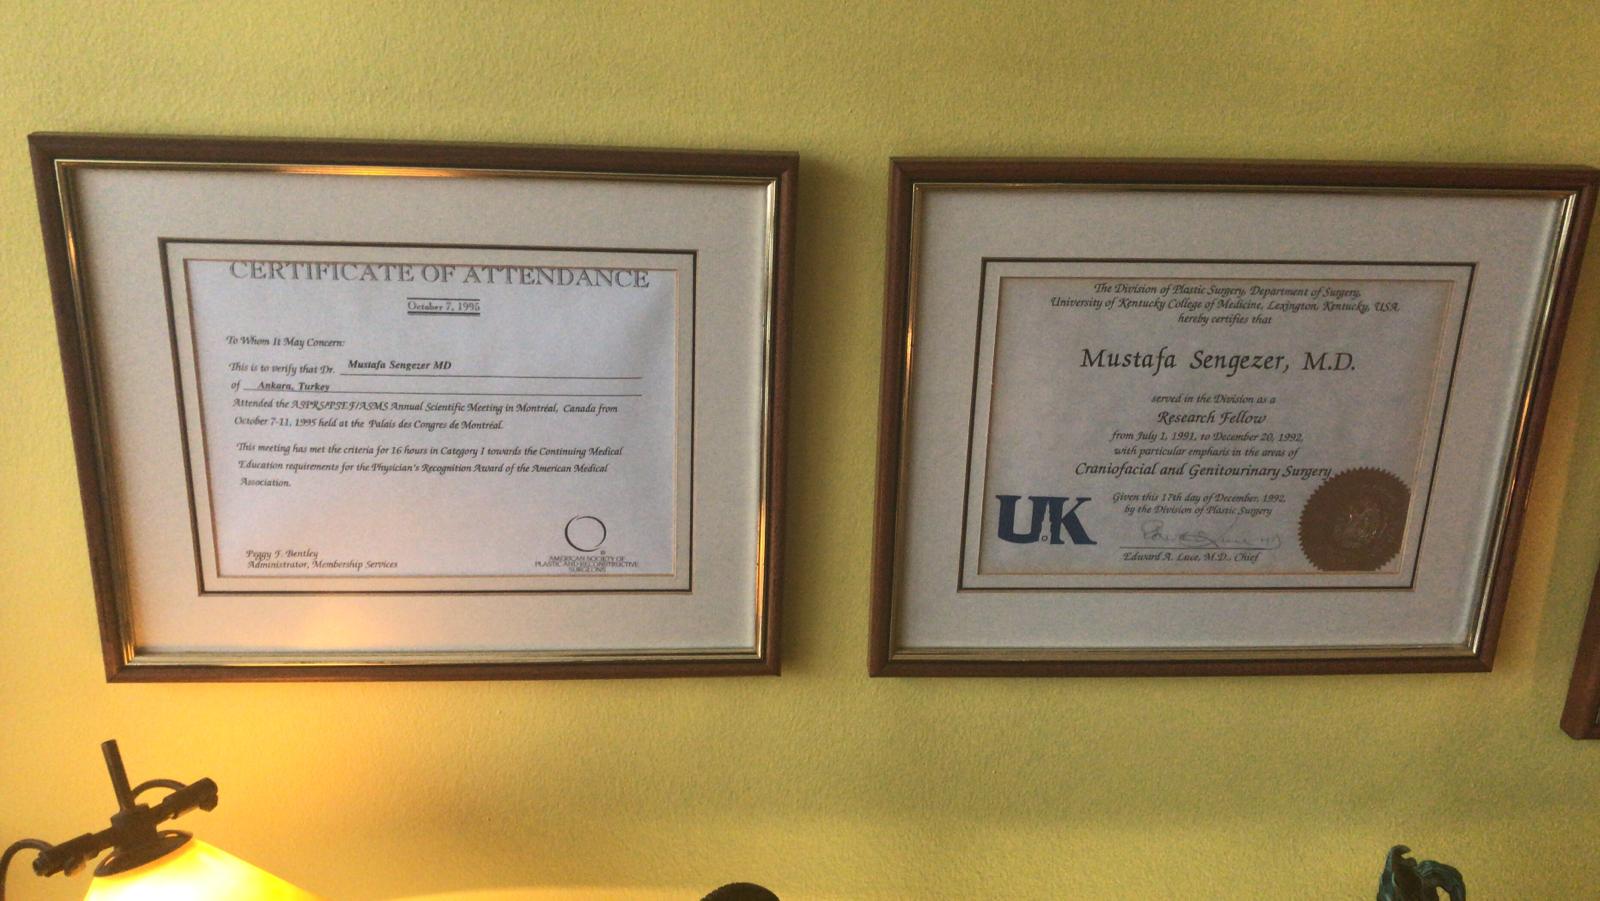 CERTIFICATE OF ATTENDANCE
October 7, 1995
To Whom It May Concern:
This is to verify that Dr. Mustafa Sengezer MD
of Ankara, Turkey
Attended the ASPRS/PSEF/ASMS Annual Scientific Meeting in Montréal, Canada from
October 7-11, 1995 held at the Palais des Congres de Montréal.
This meeting has met the criteria for 16 hours in Category I towards the Continuing Medical
Education requirements for the Physician's Recognition Award of the American Medical
Association.
Peggy F. Bentley
Administrator, Membership Services
AMERICAN SOCIETY OF
PLASTIC AND RECONSTRUCTIVE
SURGEONS
The Division of Plastic Surgery, Department of Surgery,
University of Kentucky College of Medicine, Lexington, Kentucky, USA
hereby certifies that
Mustafa Sengezer, M.D.
served in the Division as a
Research Fellow
from July 1, 1991, to December 20, 1992,
with particular emphasis in the areas of
Craniofacial and Genitourinary Surgery
Given this 17th day of December, 1992,
by the Division of Plastic Surgery
UK
Edward A. Luce, M.D., Chief